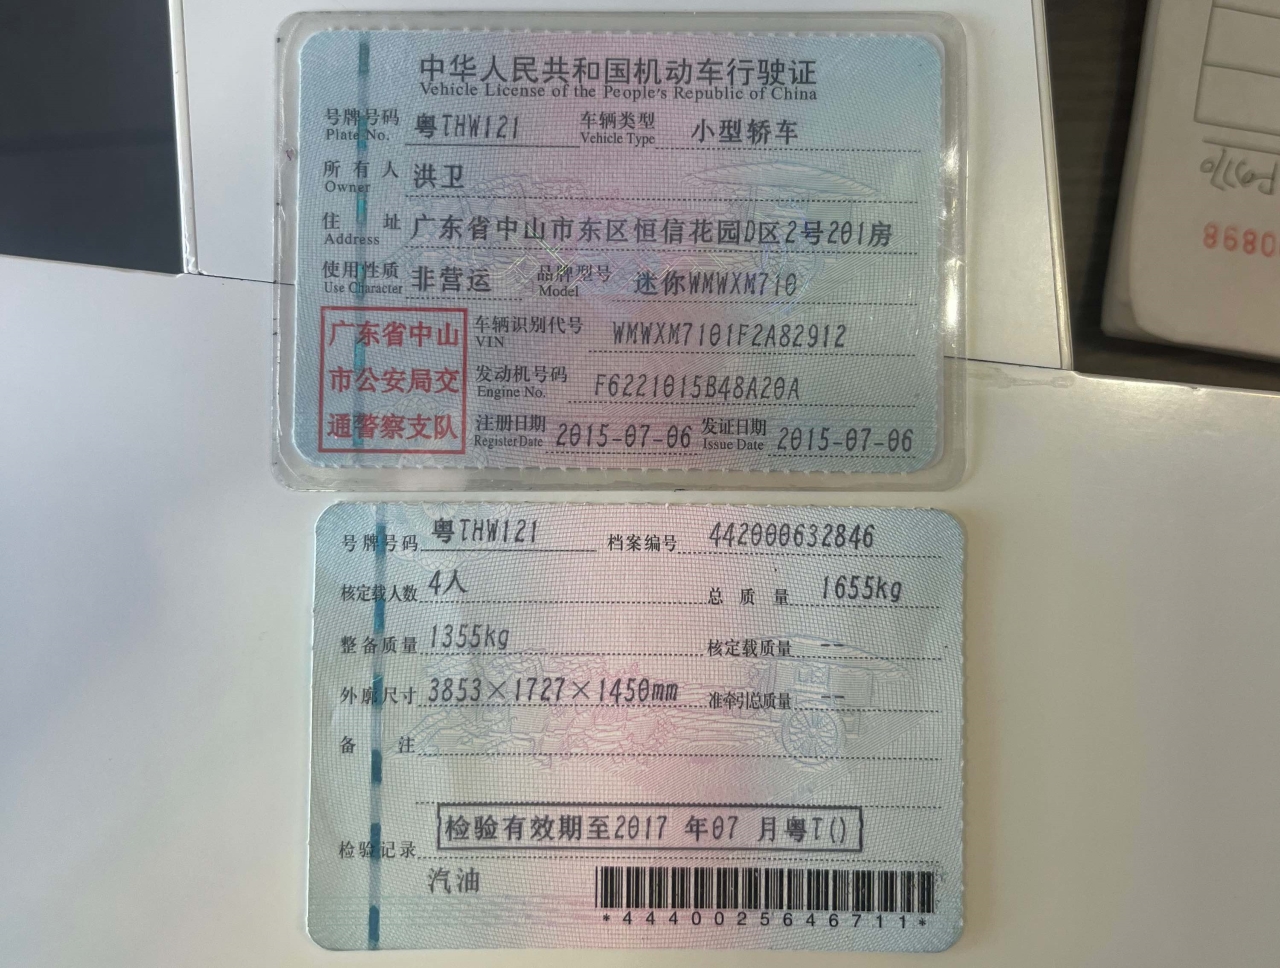 中华人民共和国机动车行驶证
Vehicle License of the People's Republic of China
号牌号码 粤THW121 车辆类型 小型轿车
Plate No. Vehicle Type
所有人 洪卫
Owner
住址 广东省中山市东区恒信花园D区2号201房
Address
使用性质 非营运 品牌型号 迷你WMWXM710
Use Character Model
广东省中山
市公安局交
通警察支队
车辆识别代号 WMWXM7101F2A82912
VIN
发动机号码 F6221015B48A20A
Engine No.
注册日期 2015-07-06 发证日期 2015-07-06
Register Date Issue Date
号牌号码 粤THW121 档案编号 442000632846
核定载人数 4人 总质量 1655kg
整备质量 1355kg 核定载质量 --
外廓尺寸 3853×1727×1450mm 准牵引总质量 --
备注
检验有效期至2017 年07 月粤T()
检验记录
汽油
*4440025646711*
8680